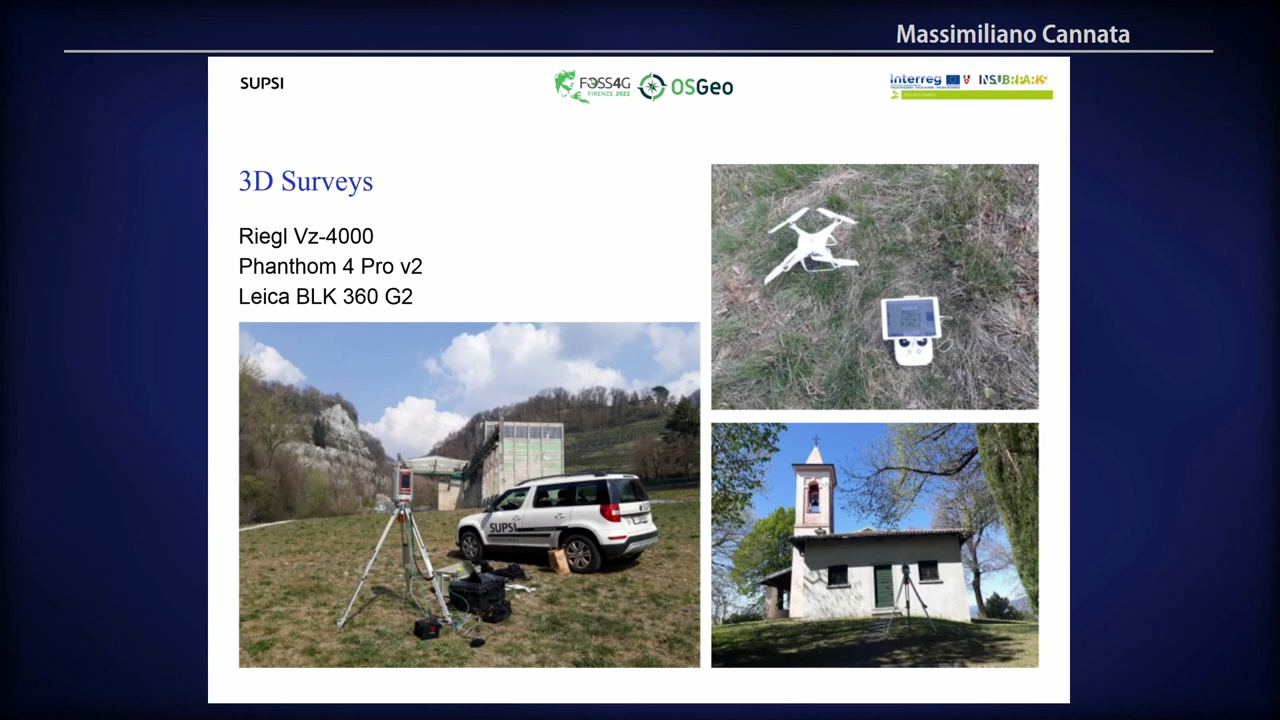 Massimiliano Cannata
SUPSI
FOSS4G
FIRENZE 2022
OSGeo
Interreg
INSUBRIPARKS
3D Surveys
Riegl Vz-4000
Phanthom 4 Pro v2
Leica BLK 360 G2
SUPSI